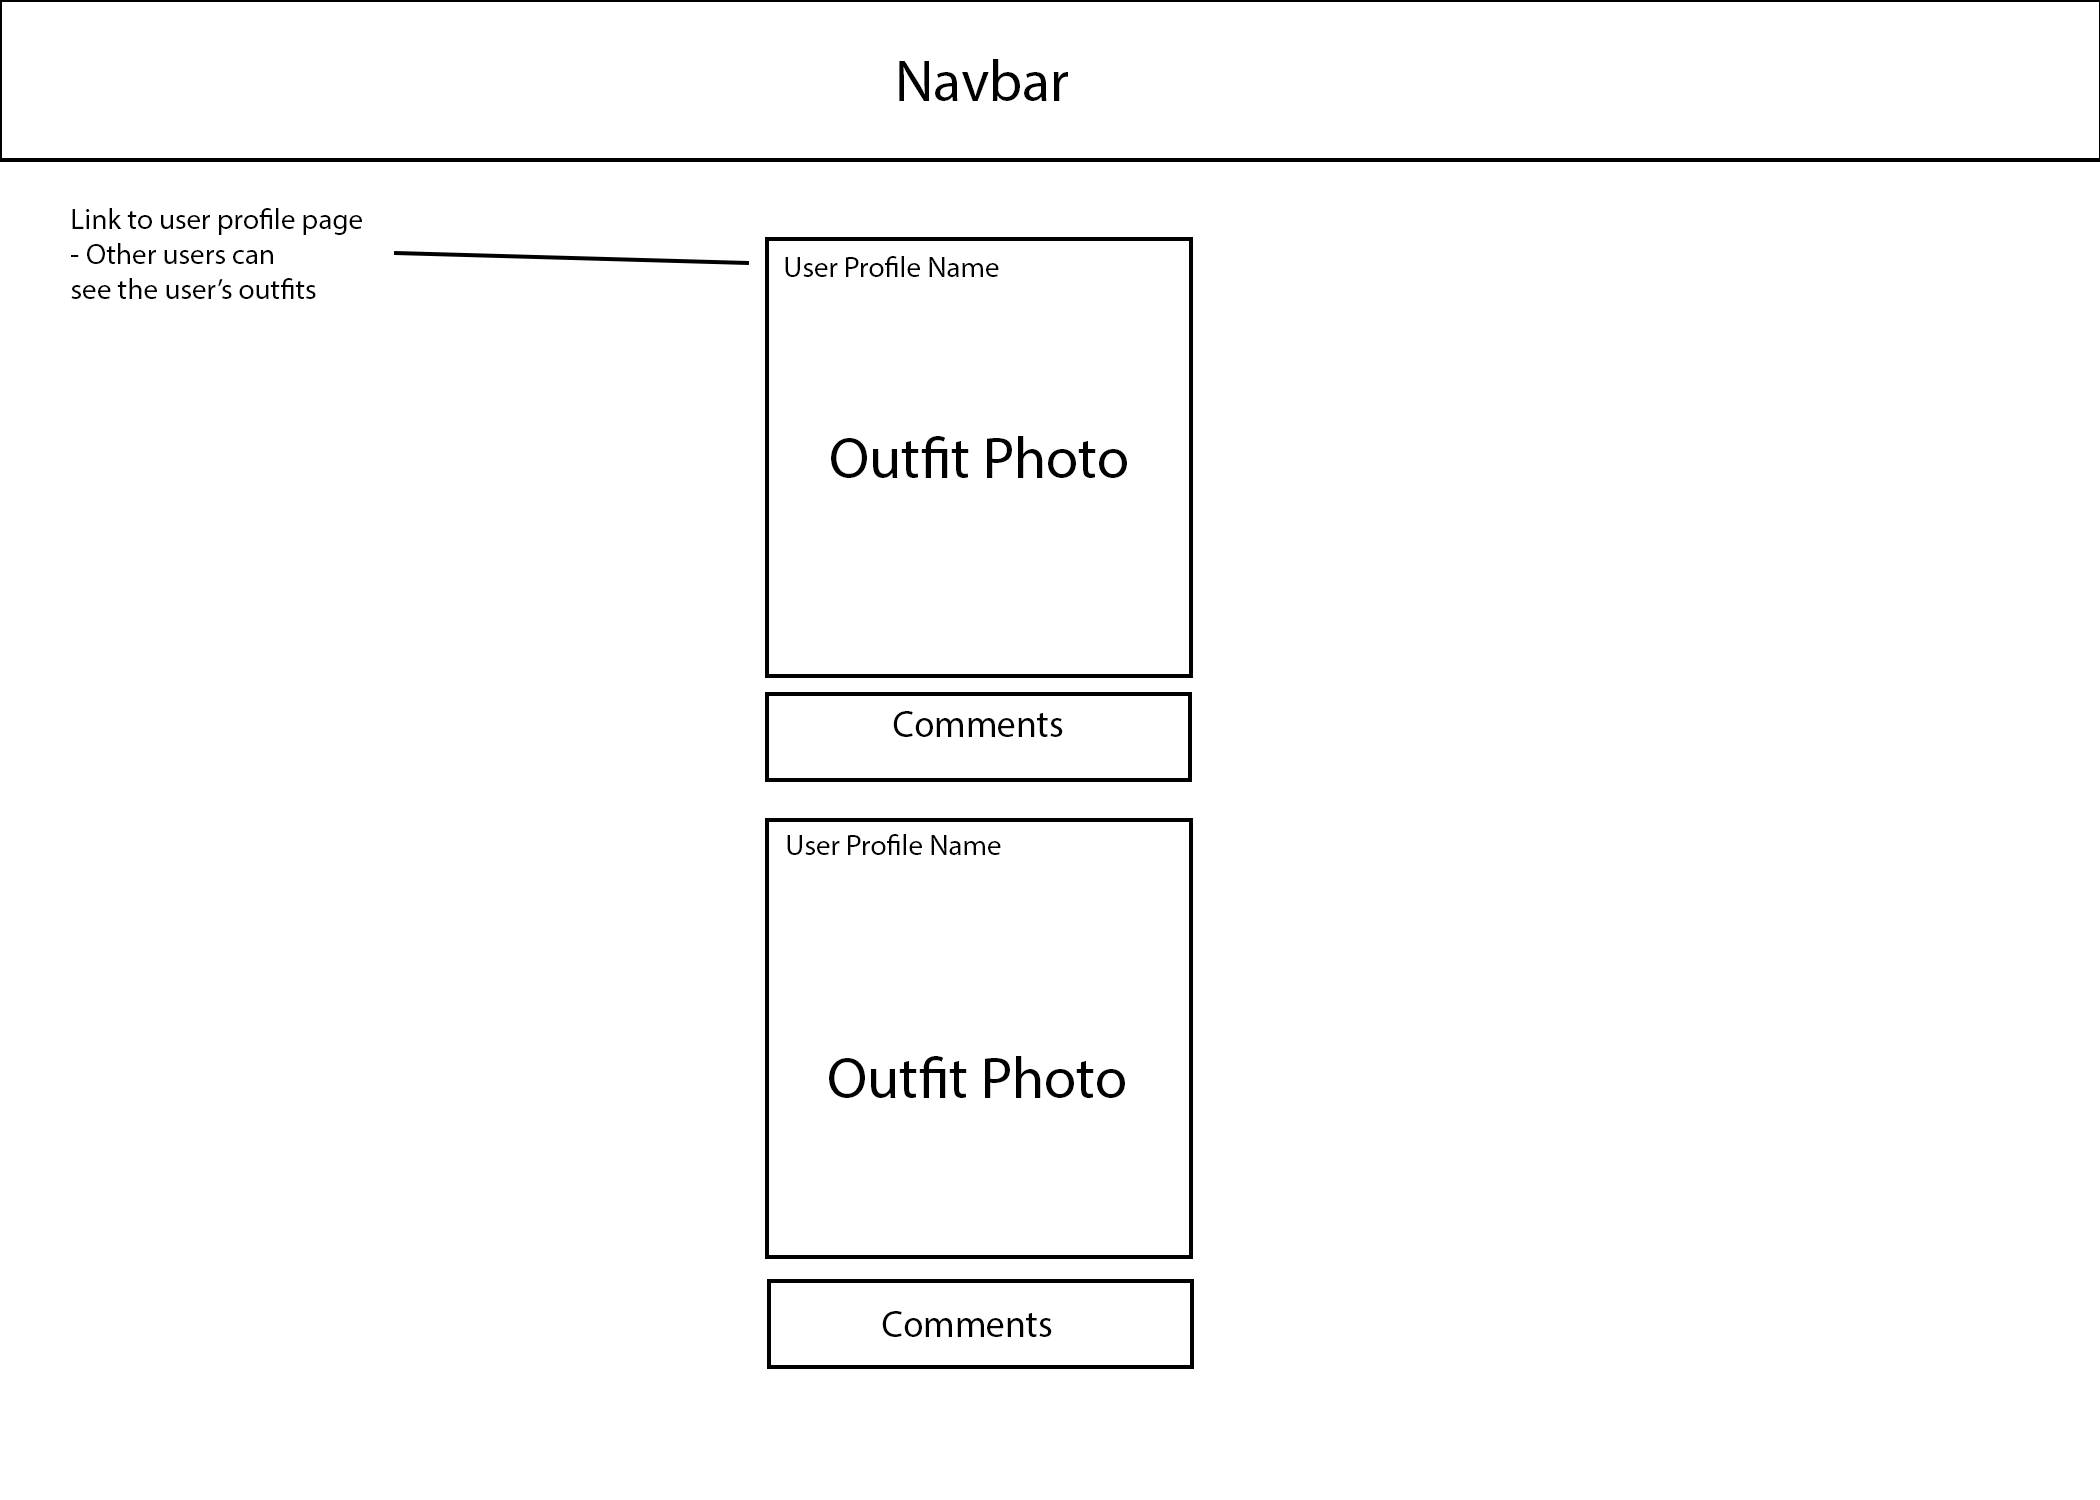 Navbar
Link to user profile page
- Other users can
see the user’s outfits
User Profile Name
Outfit Photo
Comments
User Profile Name
Outfit Photo
Comments